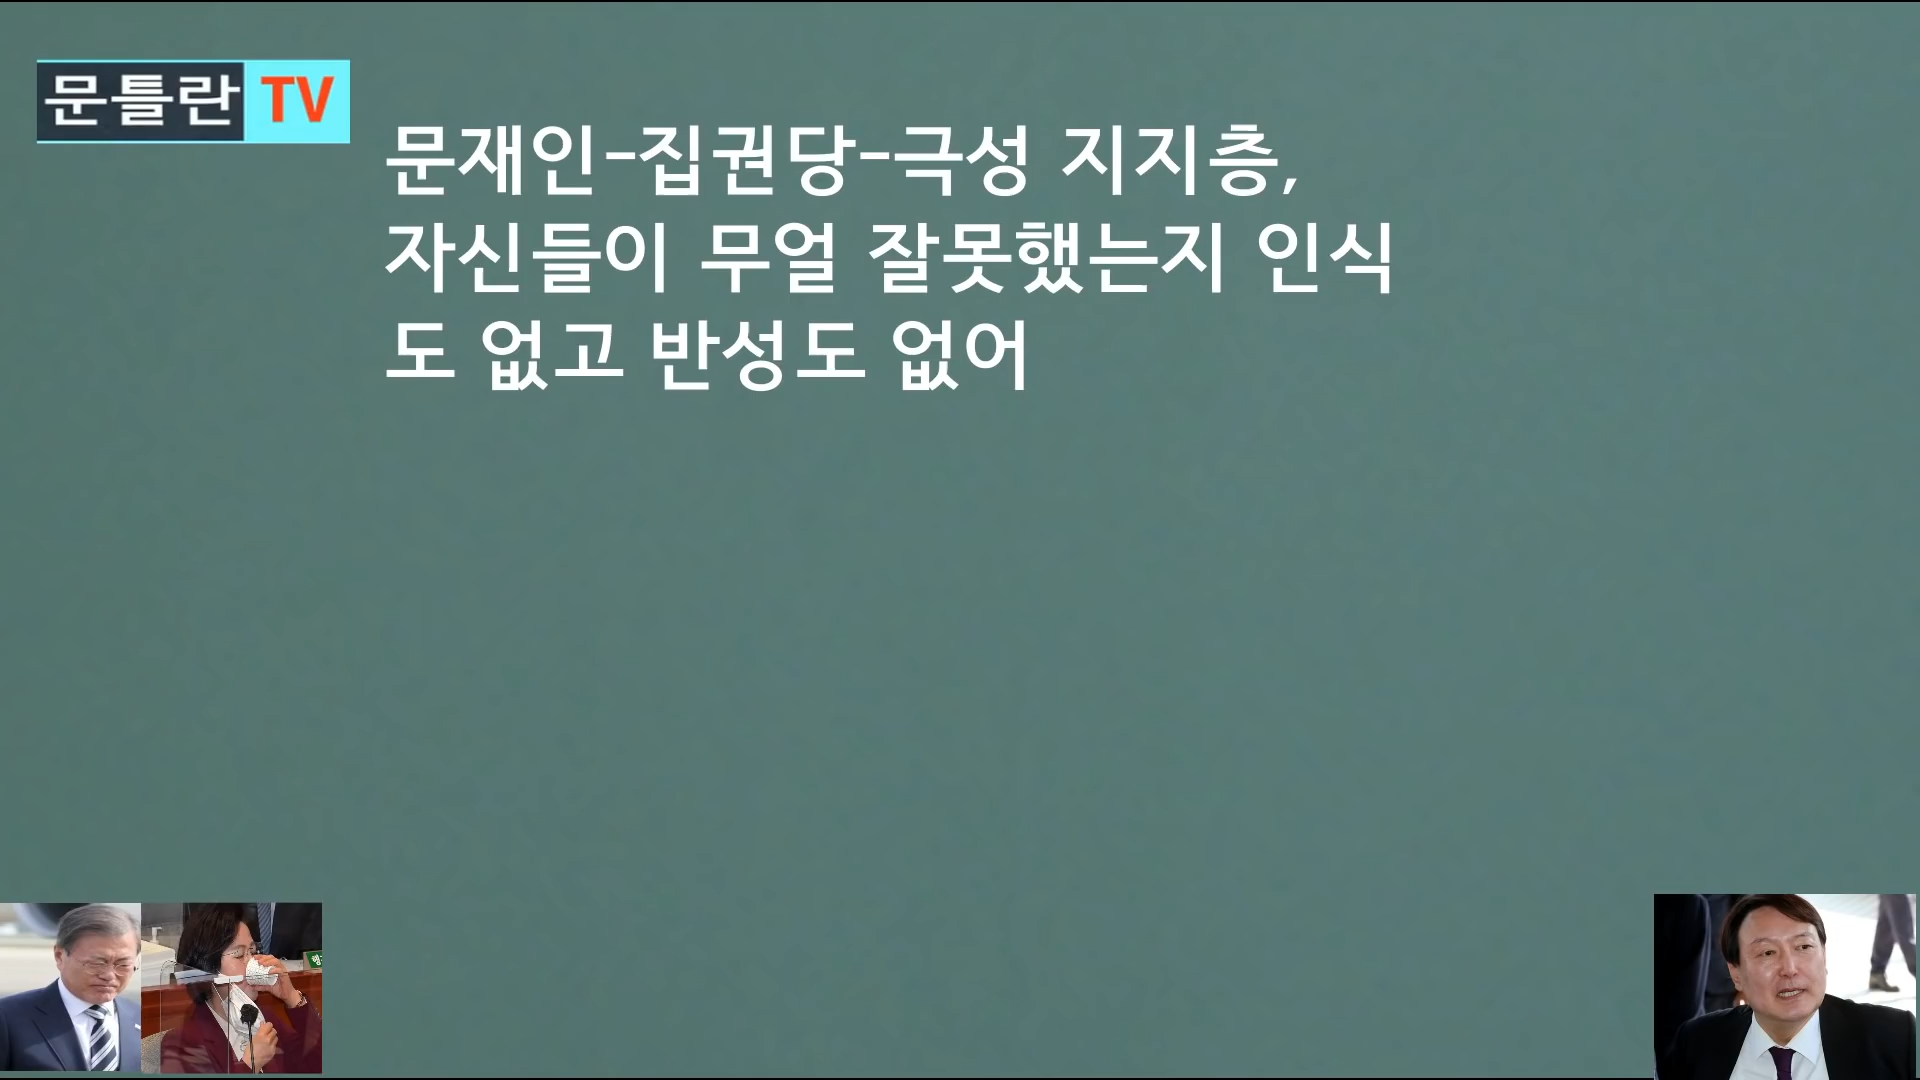 문틀란 TV
문재인-집권당-극성 지지층,
자신들이 무얼 잘못했는지 인식
도 없고 반성도 없어